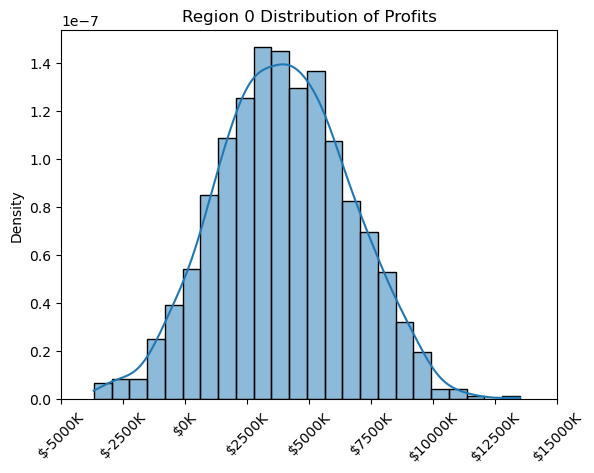 Region 0 Distribution of Profits
1e−7
1.4
1.2
1.0
0.8
0.6
0.4
0.2
0.0
Density
$-5000K
$-2500K
$0K
$2500K
$5000K
$7500K
$10000K
$12500K
$15000K